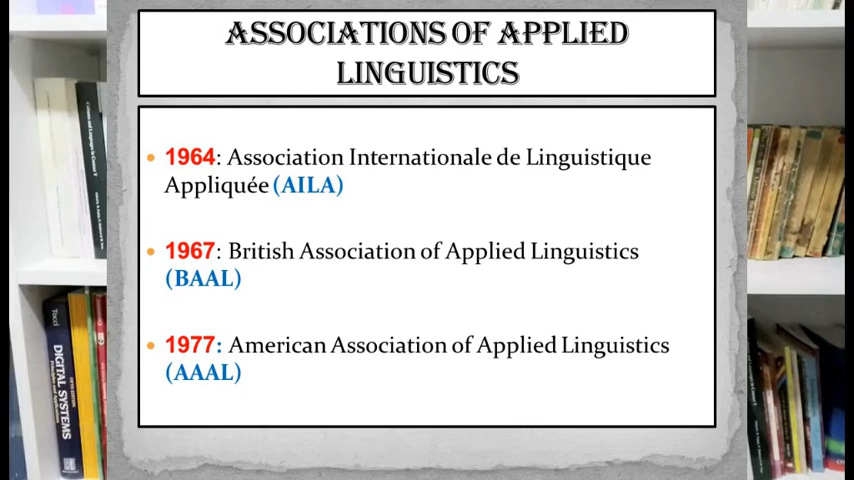 ASSOCIATIONS OF APPLIED
LINGUISTICS
• 1964: Association Internationale de Linguistique
Appliquée (AILA)
• 1967: British Association of Applied Linguistics
(BAAL)
• 1977: American Association of Applied Linguistics
(AAAL)
Tocci
DIGITAL SYSTEMS